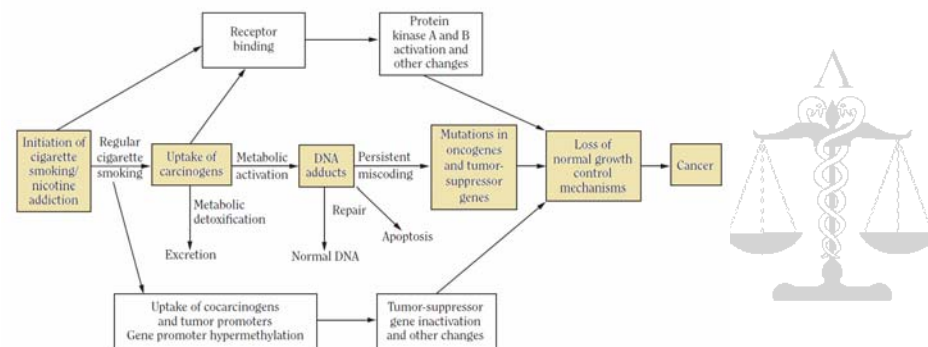 Receptor
binding
Protein
kinase A and B
activation and
other changes
Initiation of
cigarette
smoking/
nicotine
addiction
Regular
cigarette
smoking
Uptake of
carcinogens
Metabolic
activation
DNA
adducts
Persistent
miscoding
Mutations in
oncogenes
and tumor-
suppressor
genes
Loss of
normal growth
control
mechanisms
Cancer
Metabolic
detoxification
Excretion
Repair
Normal DNA
Apoptosis
Uptake of cocarcinogens
and tumor promoters
Gene promoter hypermethylation
Tumor-suppressor
gene inactivation
and other changes